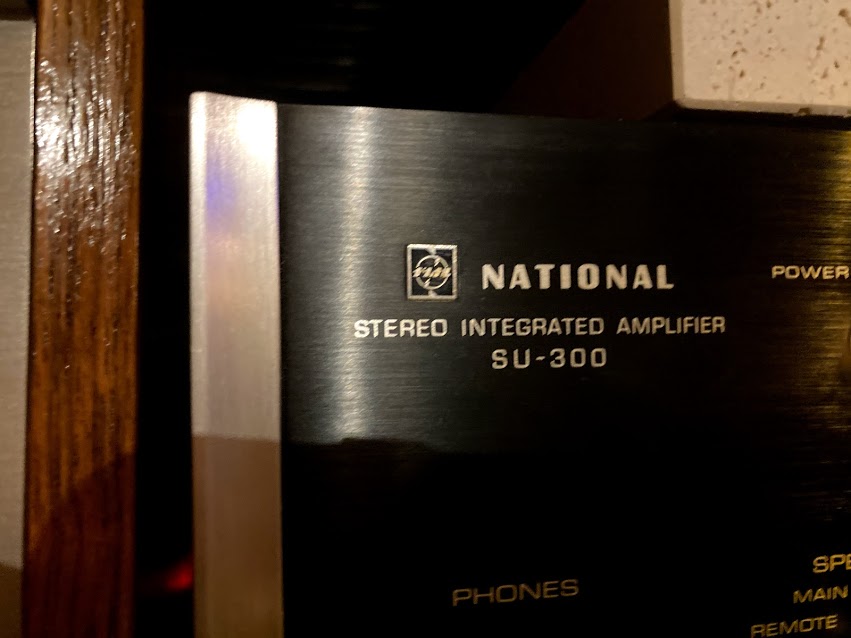 NATIONAL
POWER
STEREO INTEGRATED AMPLIFIER
SU-300
PHONES
MAIN
REMOTE